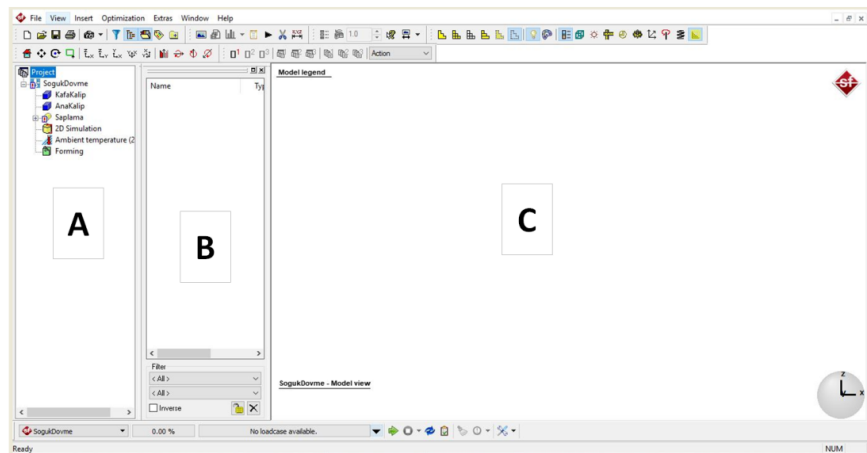 File View Insert Optimization Extras Window Help
1.0
Action
Project
SogukDovme
KafaKalip
AnaKalip
Saplama
2D Simulation
Ambient temperature (2
Forming
A
Name Typ
B
Filter
< All >
< All >
Inverse
Model legend
sf
C
SogukDovme - Model view
z
x
SogukDovme 0.00 % No loadcase available.
Ready NUM